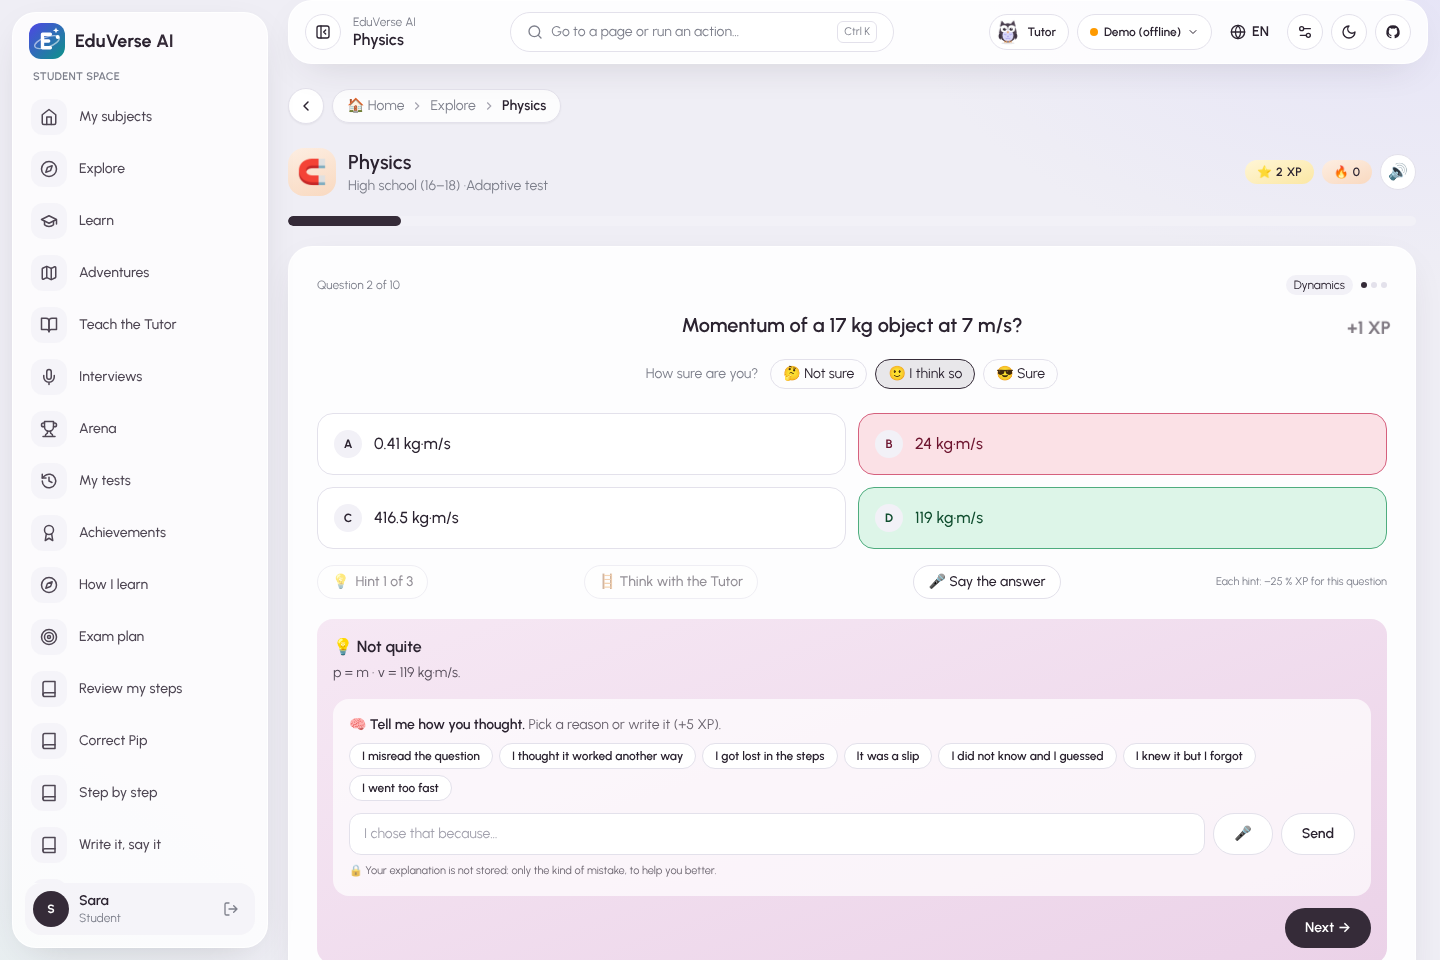 EduVerse AI
STUDENT SPACE
My subjects
Explore
Learn
Adventures
Teach the Tutor
Interviews
Arena
My tests
Achievements
How I learn
Exam plan
Review my steps
Correct Pip
Step by step
Write it, say it
S
Sara
Student
EduVerse AI
Physics
Go to a page or run an action...
Ctrl K
Tutor
Demo (offline)
EN
Home > Explore > Physics
Physics
High school (16–18) ·Adaptive test
2 XP
0
Question 2 of 10
Dynamics
Momentum of a 17 kg object at 7 m/s?
+1 XP
How sure are you?
Not sure
I think so
Sure
A 0.41 kg·m/s
B 24 kg·m/s
C 416.5 kg·m/s
D 119 kg·m/s
Hint 1 of 3
Think with the Tutor
Say the answer
Each hint: −25 % XP for this question
Not quite
p = m · v = 119 kg·m/s.
Tell me how you thought. Pick a reason or write it (+5 XP).
I misread the question
I thought it worked another way
I got lost in the steps
It was a slip
I did not know and I guessed
I knew it but I forgot
I went too fast
I chose that because...
Send
Your explanation is not stored: only the kind of mistake, to help you better.
Next →